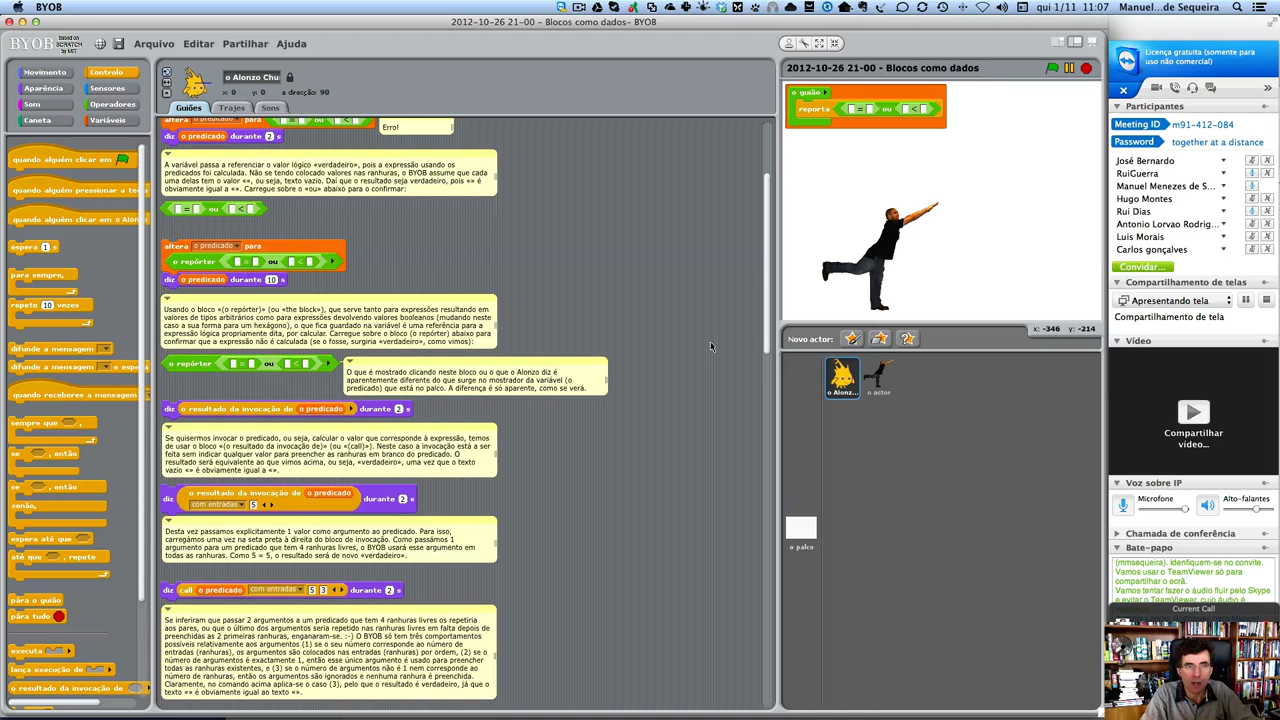 BYOB
qui 1/11 11:07 Manuel...de Sequeira
2012-10-26 21-00 - Blocos como dados- BYOB
BYOB
BASED ON SCRATCH BY MIT
Arquivo Editar Partilhar Ajuda
Movimento Controlo
Aparência Sensores
Som Operadores
Caneta Variáveis
quando alguém clicar em
quando alguém pressionar a te
quando alguém clicar em o Alonz
espera 1 s
para sempre,
repete 10 vezes
difunde a mensagem
difunde a mensagem e espe
quando receberes a mensagem
sempre que ,
se , então
se , então
senão,
espera até que
até que , repete
pára o guião
pára tudo
executa
lança execução de
o resultado da invocação de
o Alonzo Chu
x: 0 y: 0 a direcção: 90
Guiões Trajes Sons
altera o predicado para = ou <
Erro!
diz o predicado durante 2 s
A variável passa a referenciar o valor lógico «verdadeiro», pois a expressão usando os
predicados foi calculada. Não se tendo colocado valores nas ranhuras, o BYOB assume que cada
uma delas tem o valor «», ou seja, texto vazio. Daí que o resultado seja verdadeiro, pois «» é
obviamente igual a «». Carregue sobre o «ou» abaixo para o confirmar:
= ou <
altera o predicado para
o repórter = ou <
diz o predicado durante 10 s
Usando o bloco «(o repórter)» (ou «the block»), que serve tanto para expressões resultando em
valores de tipos arbitrários como para expressões devolvendo valores booleanos (mudando neste
caso a sua forma para um hexágono), o que fica guardado na variável é uma referência para a
expressão lógica propriamente dita, por calcular. Carregue sobre o bloco (o repórter) abaixo para
confirmar que a expressão não é calculada (se o fosse, surgiria «verdadeiro», como vimos):
o repórter = ou <
O que é mostrado clicando neste bloco ou o que o Alonzo diz é
aparentemente diferente do que surge no mostrador da variável (o
predicado) que está no palco. A diferença é só aparente, como se verá.
diz o resultado da invocação de o predicado durante 2 s
Se quisermos invocar o predicado, ou seja, calcular o valor que corresponde à expressão, temos
de usar o bloco «(o resultado da invocação de)» (ou «call)»). Neste caso a invocação está a ser
feita sem indicar qualquer valor para preencher as ranhuras em branco do predicado. O
resultado será equivalente ao que vimos acima, ou seja, «verdadeiro», uma vez que o texto
vazio «» é obviamente igual a «».
diz o resultado da invocação de o predicado durante 2 s
com entradas 5
Desta vez passamos explicitamente 1 valor como argumento ao predicado. Para isso,
carregámos uma vez na seta preta à direita do bloco de invocação. Como passámos 1
argumento para um predicado que tem 4 ranhuras livres, o BYOB usará esse argumento em
todas as ranhuras. Como 5 = 5, o resultado será de novo «verdadeiro».
diz call o predicado com entradas 5 3 durante 2 s
Se inferiram que passar 2 argumentos a um predicado que tem 4 ranhuras livres os repetiria
aos pares, ou que o último dos argumentos seria repetido nas ranhuras livres em falta depois de
preenchidas as 2 primeiras ranhuras, enganaram-se. :-) O BYOB só tem três comportamentos
possíveis relativamente aos argumentos (1) se o seu número corresponde ao número de
entradas (ranhuras), os argumentos são colocados nas entradas (ranhuras) por ordem, (2) se o
número de argumentos é exactamente 1, então esse único argumento é usado para preencher
todas as ranhuras existentes, e (3) se o número de argumentos não é 1 nem corresponde ao
número de ranhuras, então os argumentos são ignorados e nenhuma ranhura é preenchida.
Claramente, no comando acima aplica-se o caso (3), pelo que o resultado é verdadeiro, já que o
texto «» é obviamente igual ao texto «».
2012-10-26 21-00 - Blocos como dados
o guião
reporta = ou <
x: -346 y: -214
Novo actor:
o Alonz... o actor
o palco
Licença gratuita (somente para
uso não comercial)
Participantes
Meeting ID m91-412-084
Password together at a distance
José Bernardo
RuiGuerra
Manuel Menezes de S...
Hugo Montes
Rui Dias
Antonio Lorvao Rodrig...
Luis Morais
Carlos gonçalves
Convidar...
Compartilhamento de telas
Apresentando tela
Compartilhamento de tela
Vídeo
Compartilhar
vídeo...
Voz sobre IP
Microfone Alto-falantes
Chamada de conferência
Bate-papo
(mmsequeira). Idenfiquem-se no convite.
Vamos usar o TeamViewer só para
compartilhar o ecrã.
Vamos tentar fazer o áudio fluir pelo Skype
e evitar o TeamViewer, cujo áudio é
Current Call